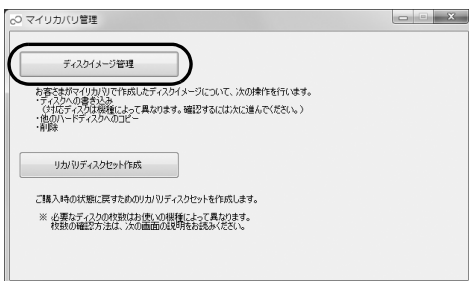 マイリカバリ管理
ディスクイメージ管理
お客さまがマイリカバリで作成したディスクイメージについて、次の操作を行います。
・ディスクへの書き込み
（対応ディスクは機種によって異なります。確認するには次に進んでください。）
・他のハードディスクへのコピー
・削除
リカバリディスクセット作成
ご購入時の状態に戻すためのリカバリディスクセットを作成します。
※ 必要なディスクの枚数はお使いの機種によって異なります。
枚数の確認方法は、次の画面の説明をお読みください。